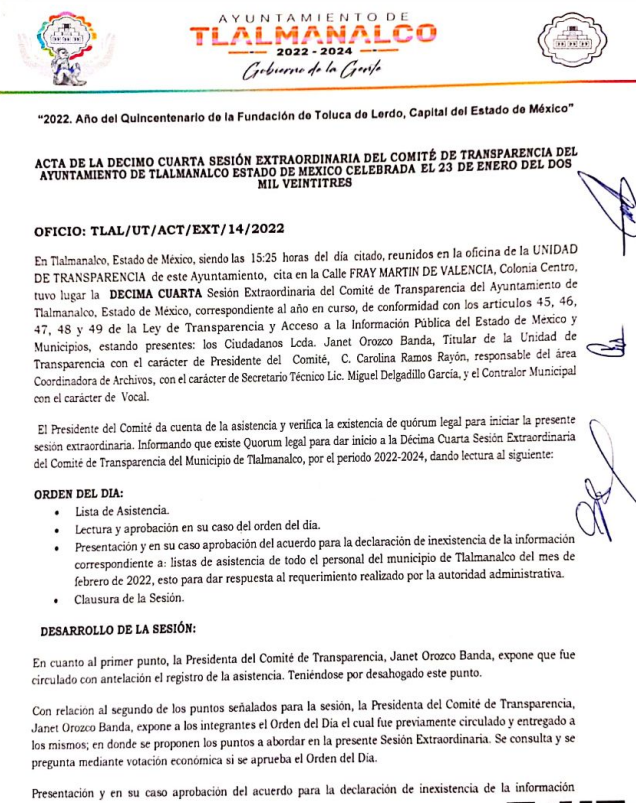 AYUNTAMIENTO DE
TLALMANALCO
2022 - 2024
Gobierno de la Gente
"2022. Año del Quincentenario de la Fundación de Toluca de Lerdo, Capital del Estado de México"
ACTA DE LA DECIMO CUARTA SESIÓN EXTRAORDINARIA DEL COMITÉ DE TRANSPARENCIA DEL
AYUNTAMIENTO DE TLALMANALCO ESTADO DE MEXICO CELEBRADA EL 23 DE ENERO DEL DOS
MIL VEINTITRES
OFICIO: TLAL/UT/ACT/EXT/14/2022
En Tlalmanalco, Estado de México, siendo las 15:25 horas del día citado, reunidos en la oficina de la UNIDAD
DE TRANSPARENCIA de este Ayuntamiento, cita en la Calle FRAY MARTIN DE VALENCIA, Colonia Centro,
tuvo lugar la DECIMA CUARTA Sesión Extraordinaria del Comité de Transparencia del Ayuntamiento de
Tlalmanalco, Estado de México, correspondiente al año en curso, de conformidad con los articulos 45, 46,
47, 48 y 49 de la Ley de Transparencia y Acceso a la Información Pública del Estado de México y
Municipios, estando presentes: los Ciudadanos Lcda. Janet Orozco Banda, Titular de la Unidad de
Transparencia con el carácter de Presidente del Comité, C. Carolina Ramos Rayón, responsable del área
Coordinadora de Archivos, con el carácter de Secretario Técnico Lic. Miguel Delgadillo García, y el Contralor Municipal
con el carácter de Vocal.
El Presidente del Comité da cuenta de la asistencia y verifica la existencia de quórum legal para iniciar la presente
sesión extraordinaria. Informando que existe Quorum legal para dar inicio a la Décima Cuarta Sesión Extraordinaria
del Comité de Transparencia del Municipio de Tlalmanalco, por el periodo 2022-2024, dando lectura al siguiente:
ORDEN DEL DIA:
• Lista de Asistencia.
• Lectura y aprobación en su caso del orden del día.
• Presentación y en su caso aprobación del acuerdo para la declaración de inexistencia de la información
correspondiente a: listas de asistencia de todo el personal del municipio de Tlalmanalco del mes de
febrero de 2022, esto para dar respuesta al requerimiento realizado por la autoridad administrativa.
• Clausura de la Sesión.
DESARROLLO DE LA SESIÓN:
En cuanto al primer punto, la Presidenta del Comité de Transparencia, Janet Orozco Banda, expone que fue
circulado con antelación el registro de la asistencia. Teniéndose por desahogado este punto.
Con relación al segundo de los puntos señalados para la sesión, la Presidenta del Comité de Transparencia,
Janet Orozco Banda, expone a los integrantes el Orden del Dia el cual fue previamente circulado y entregado a
los mismos; en donde se proponen los puntos a abordar en la presente Sesión Extraordinaria. Se consulta y se
pregunta mediante votación económica si se aprueba el Orden del Dia.
Presentación y en su caso aprobación del acuerdo para la declaración de inexistencia de la información